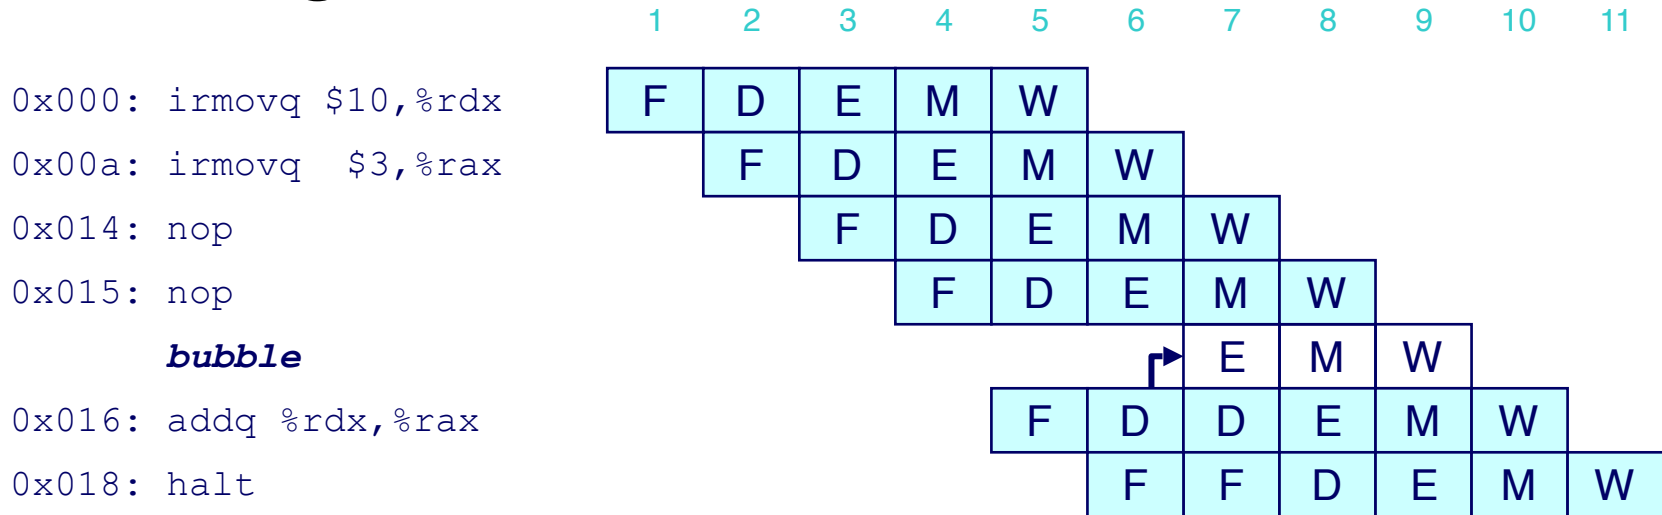 1 2 3 4 5 6 7 8 9 10 11
0x000: irmovq $10,%rdx F D E M W
0x00a: irmovq  $3,%rax F D E M W
0x014: nop F D E M W
0x015: nop F D E M W
bubble E M W
0x016: addq %rdx,%rax F D D E M W
0x018: halt F F D E M W